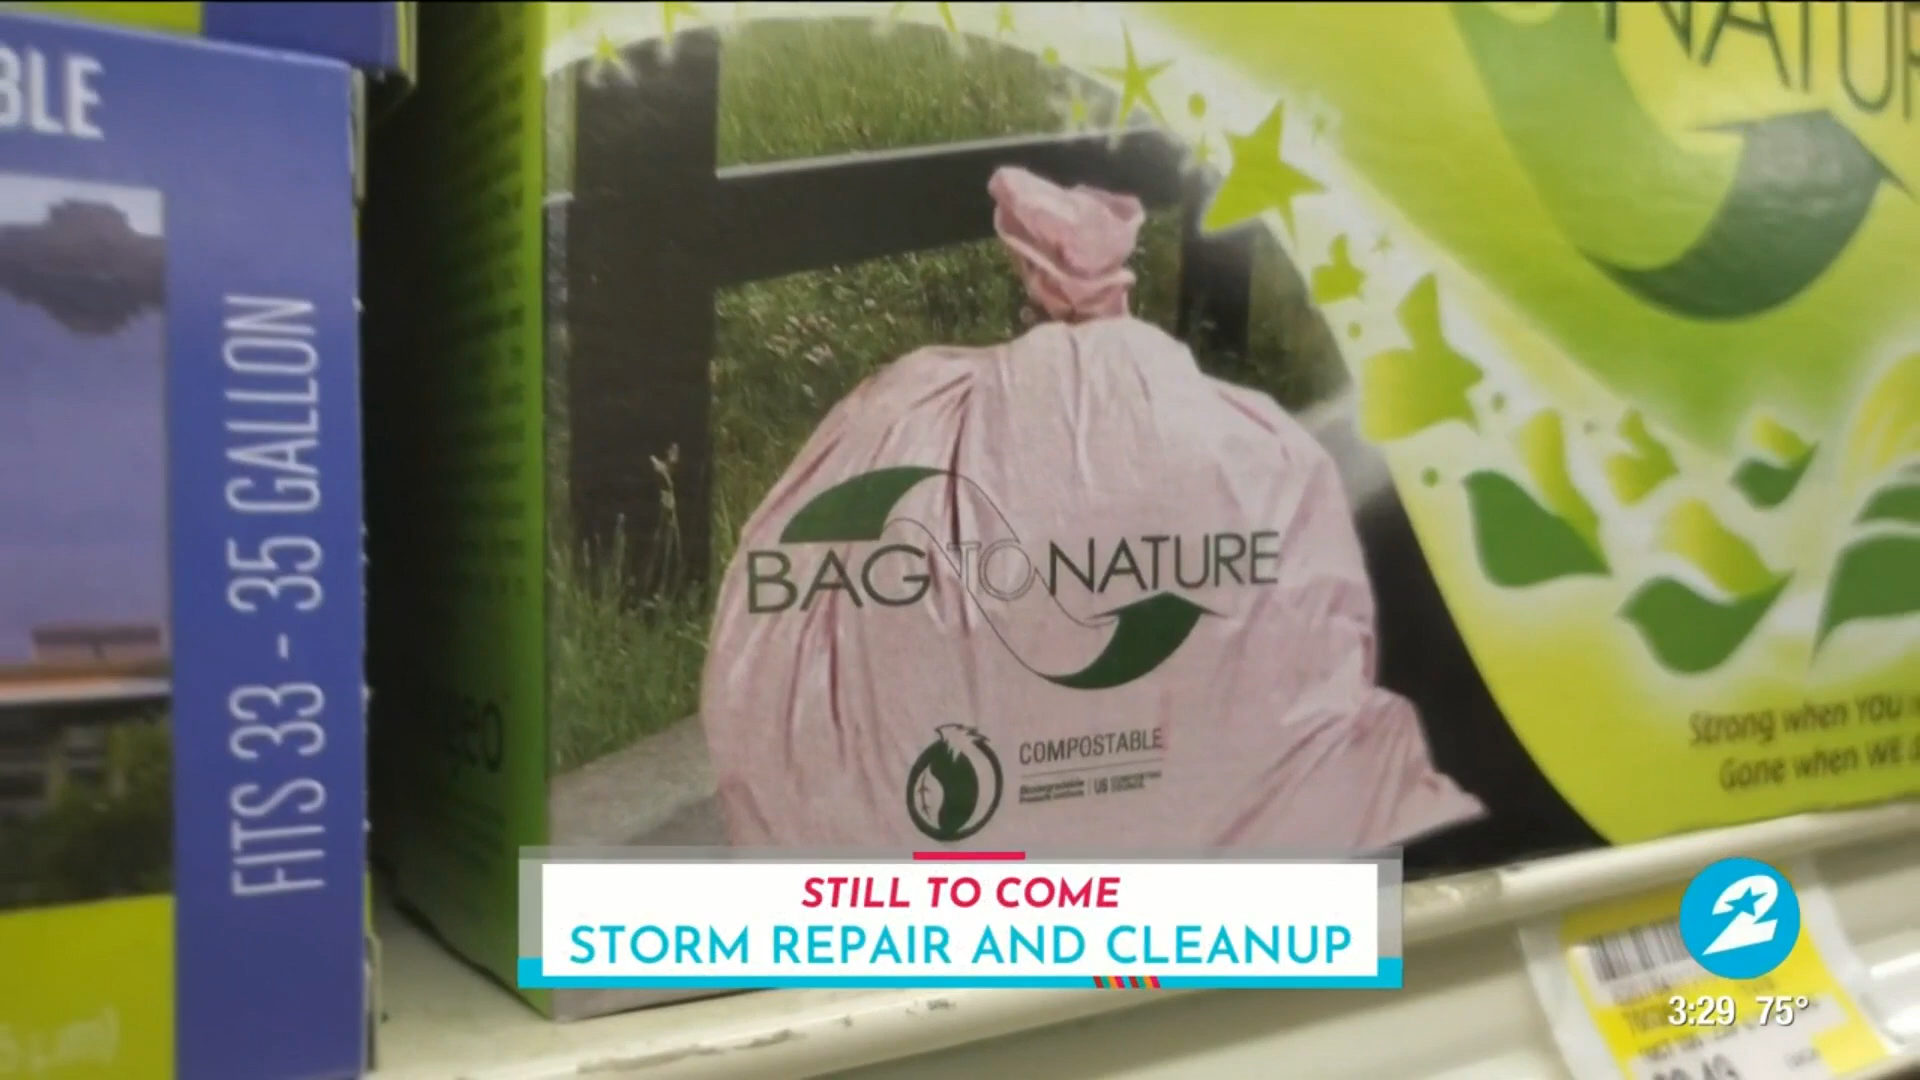 BLE
FITS 33 - 35 GALLON
NATUR
BAG TO NATURE
COMPOSTABLE
Strong when YOU
Gone when WE
STILL TO COME
STORM REPAIR AND CLEANUP
2
3:29 75°